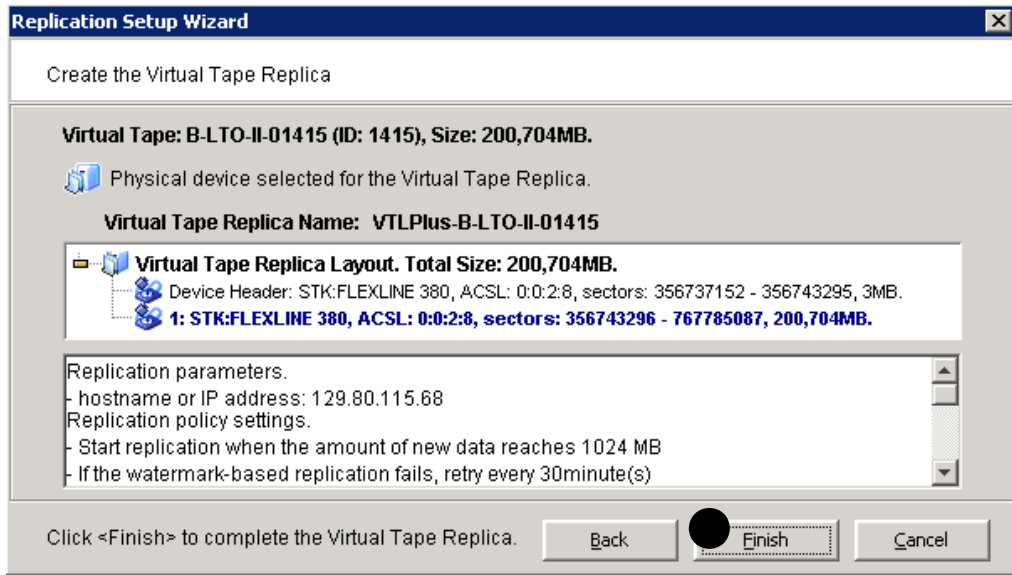 Replication Setup Wizard
Create the Virtual Tape Replica
Virtual Tape: B-LTO-II-01415 (ID: 1415), Size: 200,704MB.
Physical device selected for the Virtual Tape Replica.
Virtual Tape Replica Name: VTLPlus-B-LTO-II-01415
Virtual Tape Replica Layout. Total Size: 200,704MB.
Device Header: STK:FLEXLINE 380, ACSL: 0:0:2:8, sectors: 356737152 - 356743295, 3MB.
1: STK:FLEXLINE 380, ACSL: 0:0:2:8, sectors: 356743296 - 767785087, 200,704MB.
Replication parameters.
- hostname or IP address: 129.80.115.68
Replication policy settings.
- Start replication when the amount of new data reaches 1024 MB
- If the watermark-based replication fails, retry every 30minute(s)
Click <Finish> to complete the Virtual Tape Replica.
Back
Finish
Cancel